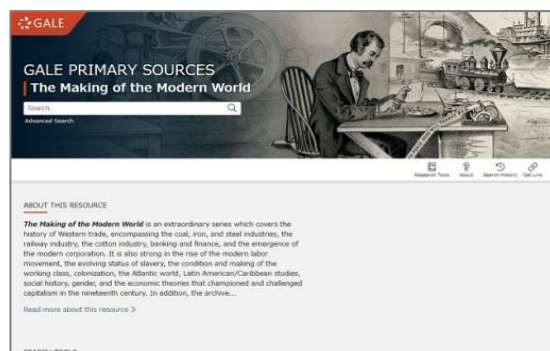 GALE
GALE PRIMARY SOURCES
The Making of the Modern World
Search...
Advanced Search
Research Tools
About
Search History
Get Link
ABOUT THIS RESOURCE
The Making of the Modern World is an extraordinary series which covers the
history of Western trade, encompassing the coal, iron, and steel industries, the
railway industry, the cotton industry, banking and finance, and the emergence of
the modern corporation. It is also strong in the rise of the modern labor
movement, the evolving status of slavery, the condition and making of the
working class, colonization, the Atlantic world, Latin American/Caribbean studies,
social history, gender, and the economic theories that championed and challenged
capitalism in the nineteenth century. In addition, the archive...
Read more about this resource